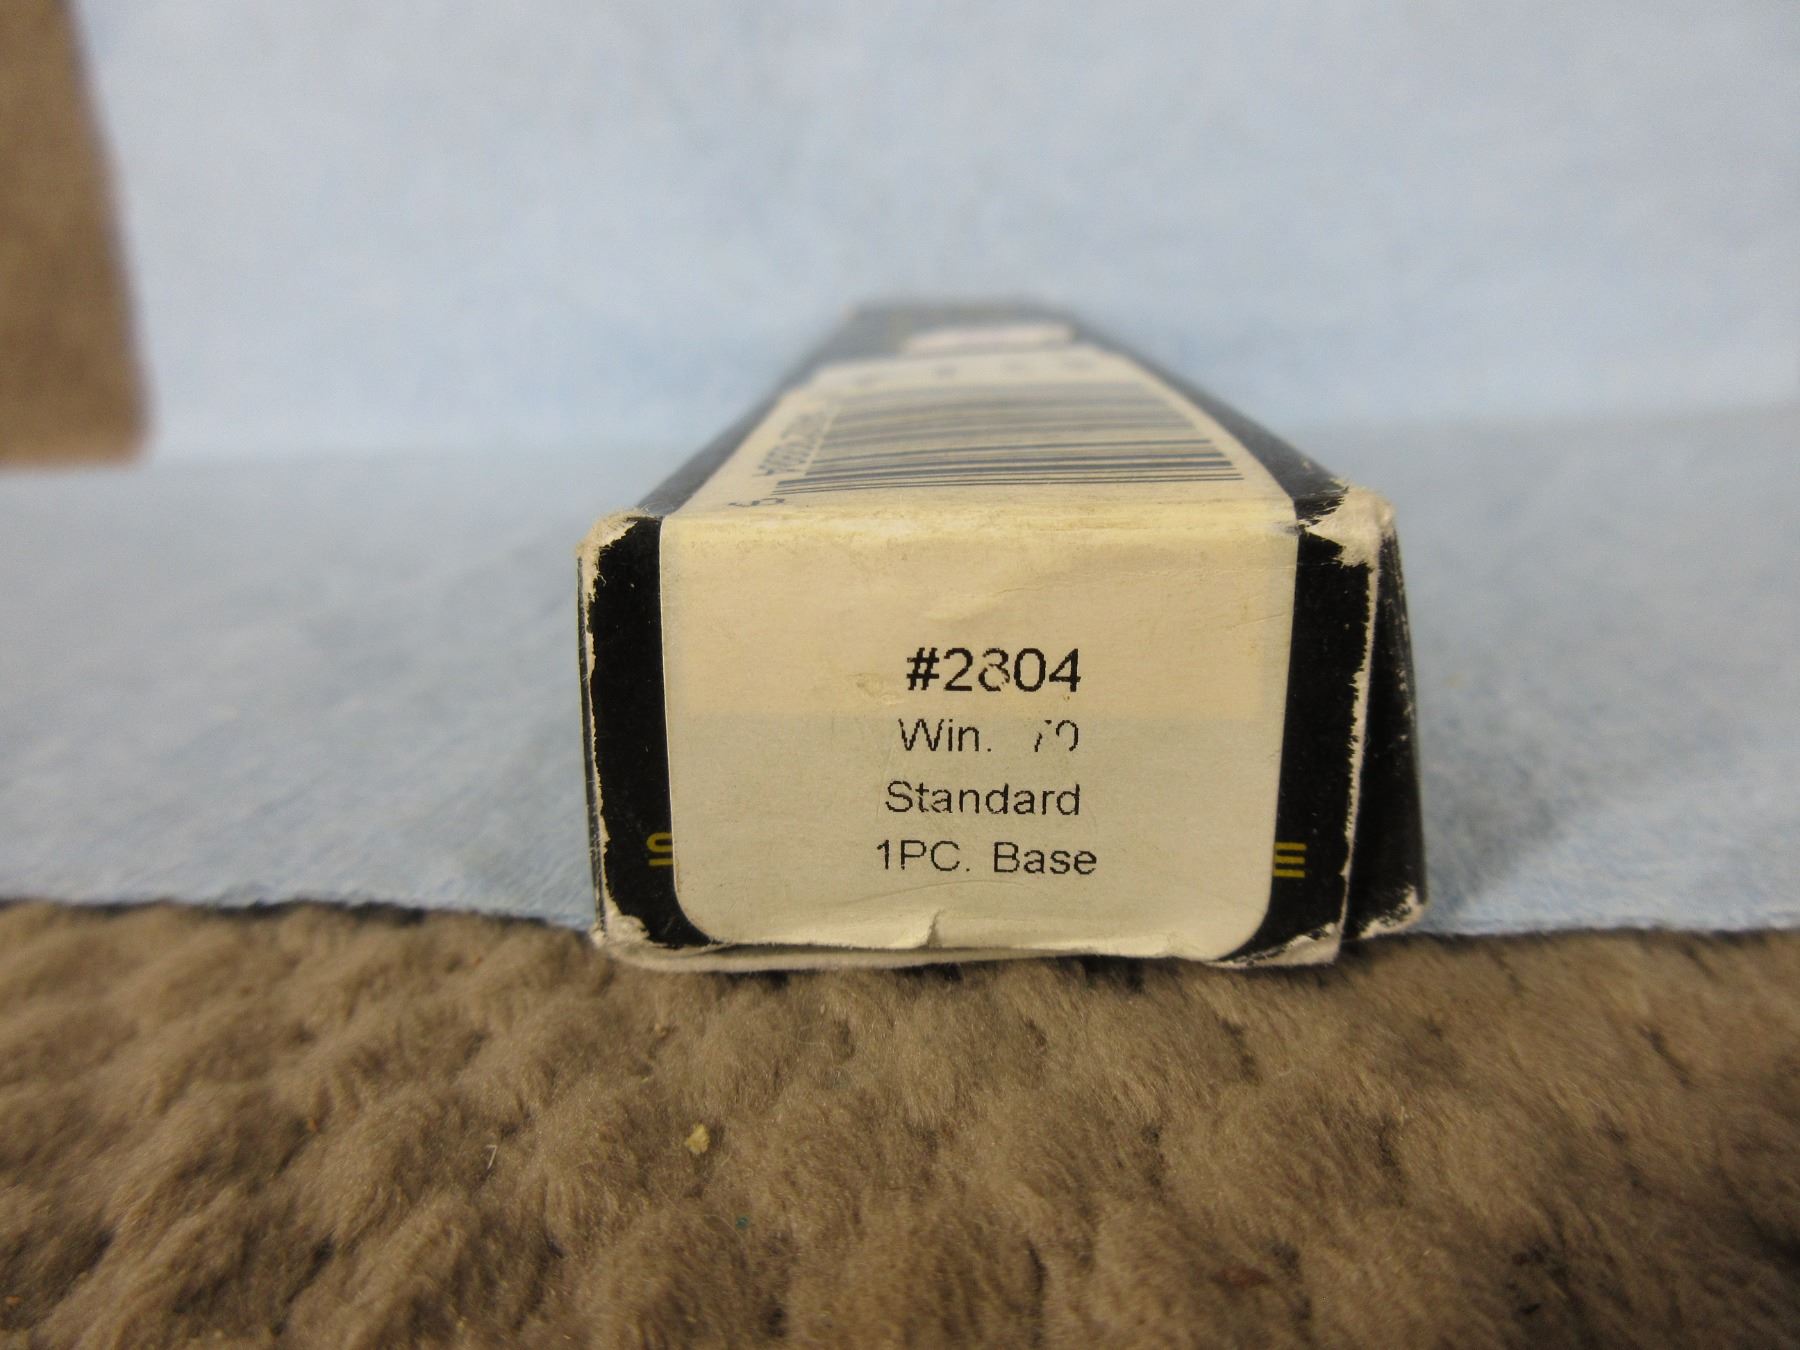 #2804
Win. 70
Standard
1PC. Base